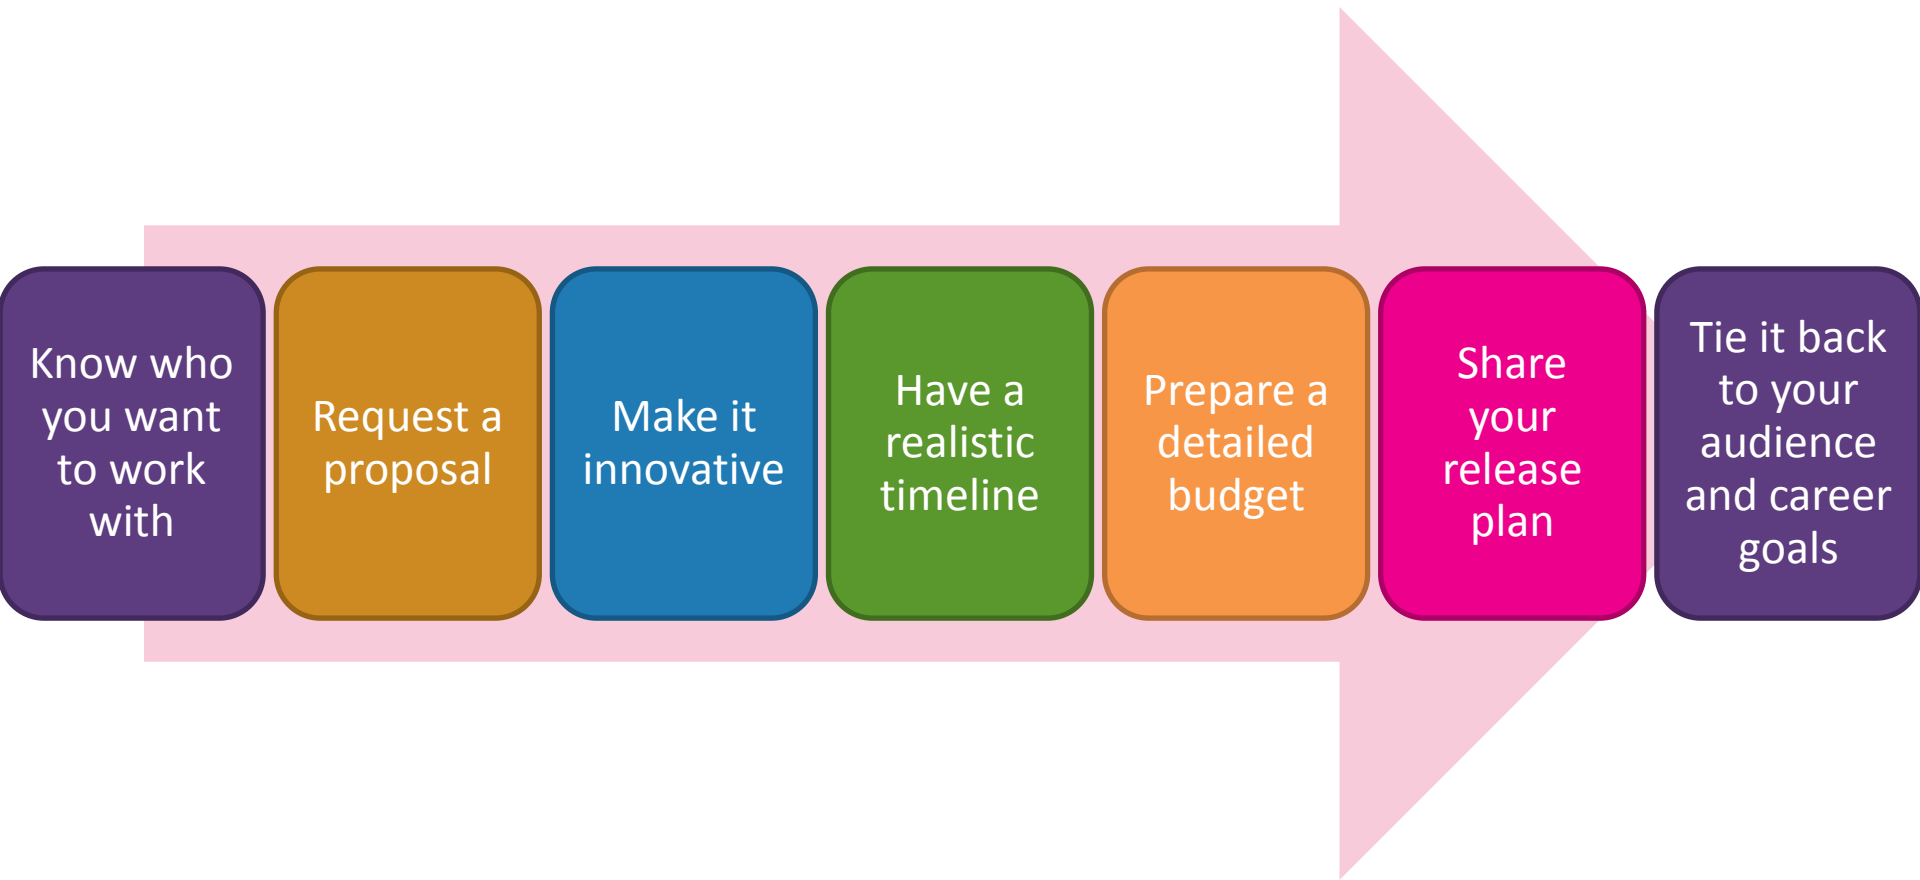 Know who
you want
to work
with
Request a
proposal
Make it
innovative
Have a
realistic
timeline
Prepare a
detailed
budget
Share
your
release
plan
Tie it back
to your
audience
and career
goals